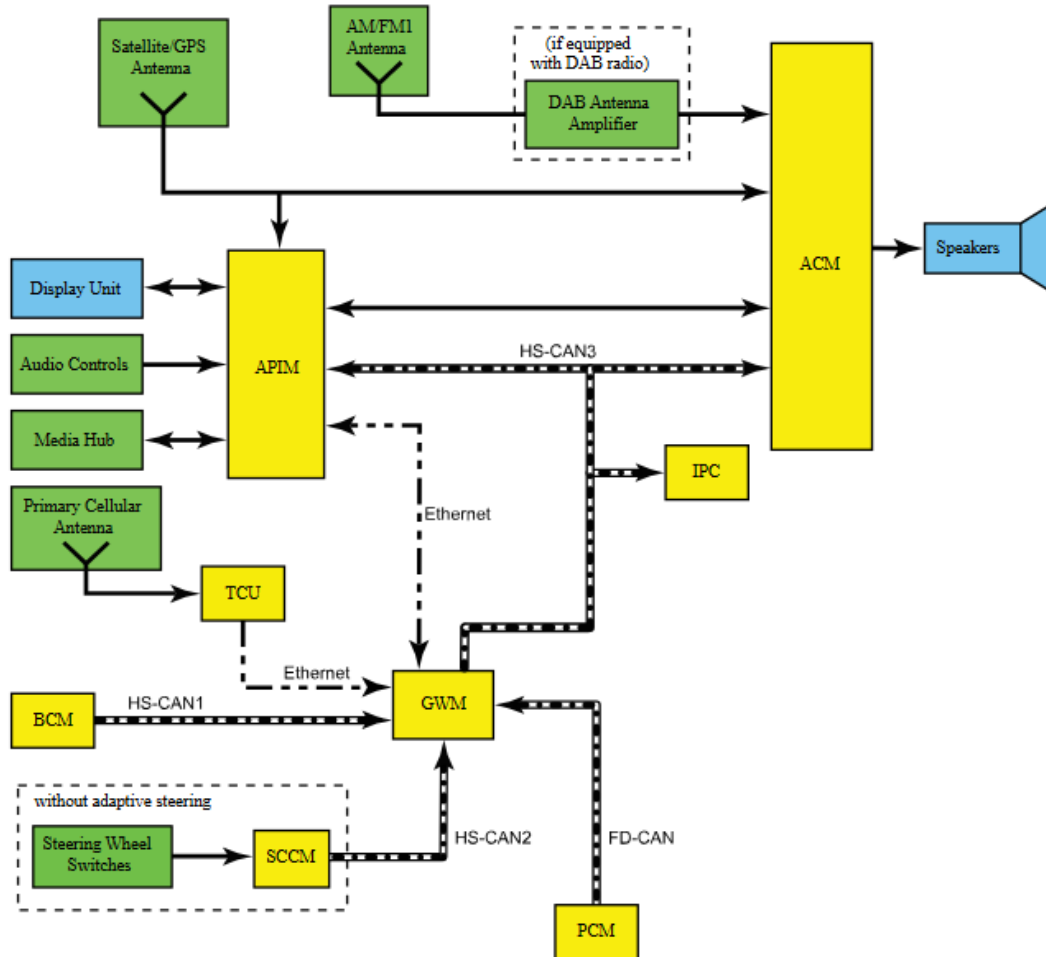 Satellite/GPS
Antenna
AM/FM1
Antenna
(if equipped
with DAB radio)
DAB Antenna
Amplifier
ACM
Speakers
Display Unit
Audio Controls
APIM
HS-CAN3
Media Hub
IPC
Primary Cellular
Antenna
Ethernet
TCU
Ethernet
BCM
HS-CAN1
GWM
without adaptive steering
Steering Wheel
Switches
SCCM
HS-CAN2
FD-CAN
PCM